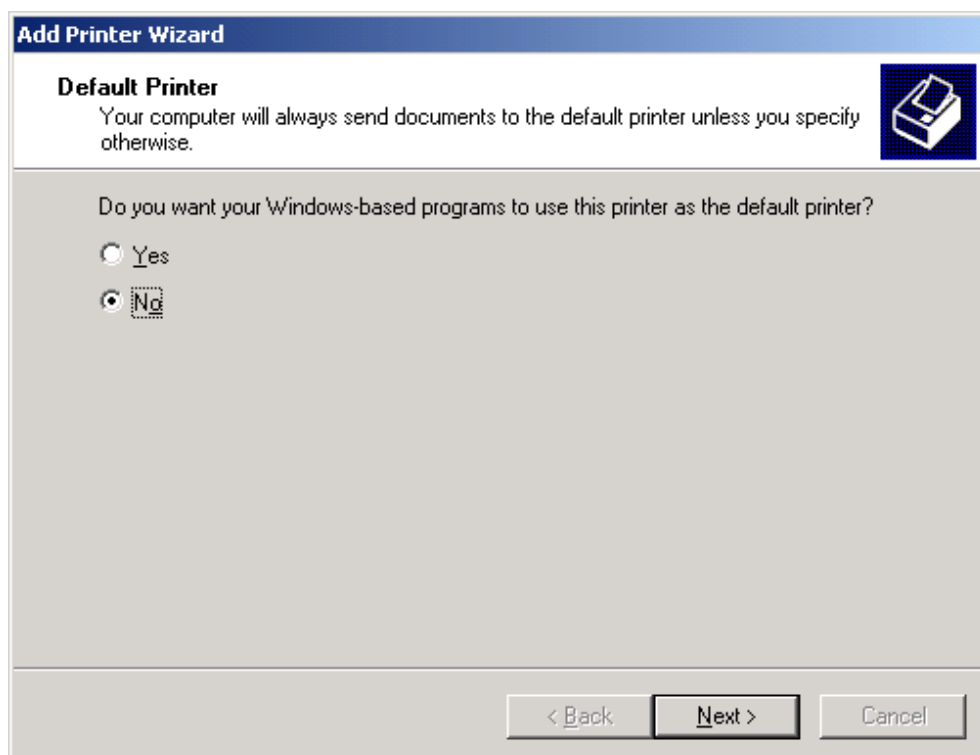 Add Printer Wizard
Default Printer
Your computer will always send documents to the default printer unless you specify
otherwise.
Do you want your Windows-based programs to use this printer as the default printer?
Yes
No
< Back
Next >
Cancel